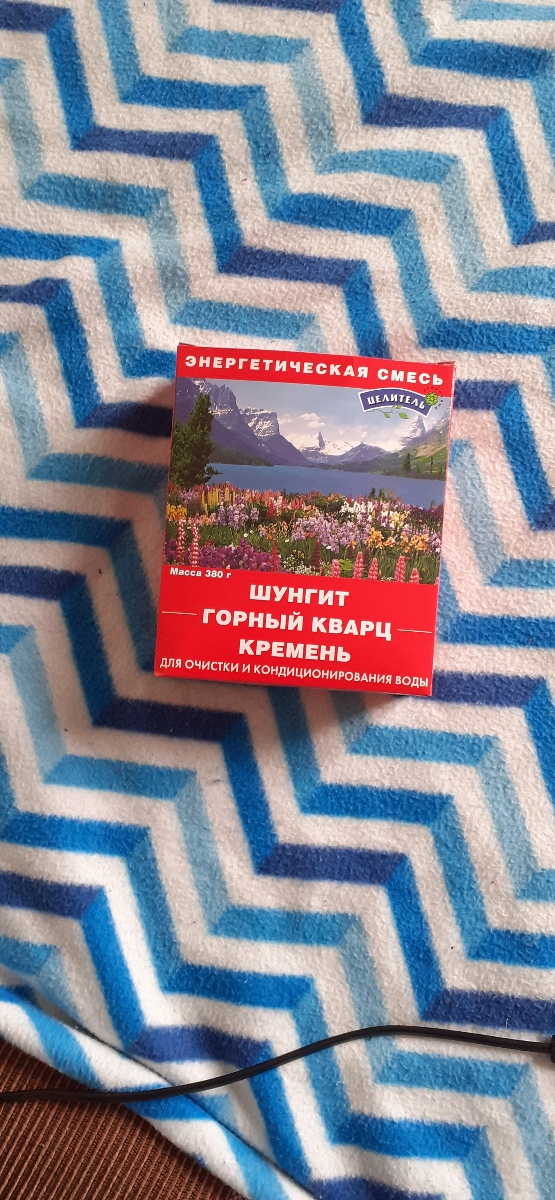 ЭНЕРГЕТИЧЕСКАЯ СМЕСЬ
ЦЕЛИТЕЛЬ
Масса 380 г
ШУНГИТ
ГОРНЫЙ КВАРЦ
КРЕМЕНЬ
ДЛЯ ОЧИСТКИ И КОНДИЦИОНИРОВАНИЯ ВОДЫ